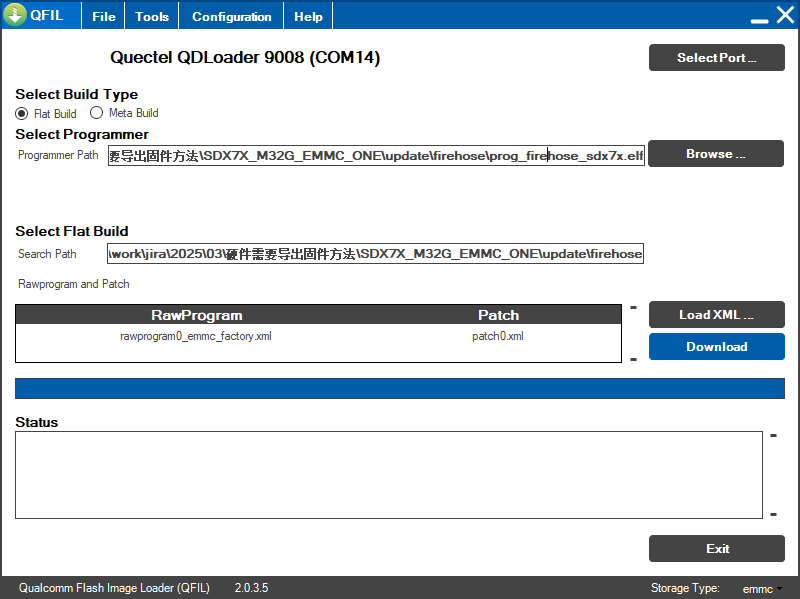 QFIL File Tools Configuration Help
Quectel QDLoader 9008 (COM14)
Select Port ...
Select Build Type
Flat Build Meta Build
Select Programmer
Programmer Path 要导出固件方法\SDX7X_M32G_EMMC_ONE\update\firehose\prog_firehose_sdx7x.elf Browse ...
Select Flat Build
Search Path \work\jira\2025\03\硬件需要导出固件方法\SDX7X_M32G_EMMC_ONE\update\firehose
Rawprogram and Patch
RawProgram Patch
Load XML ...
rawprogram0_emmc_factory.xml patch0.xml
Download
Status
Exit
Qualcomm Flash Image Loader (QFIL) 2.0.3.5 Storage Type: emmc